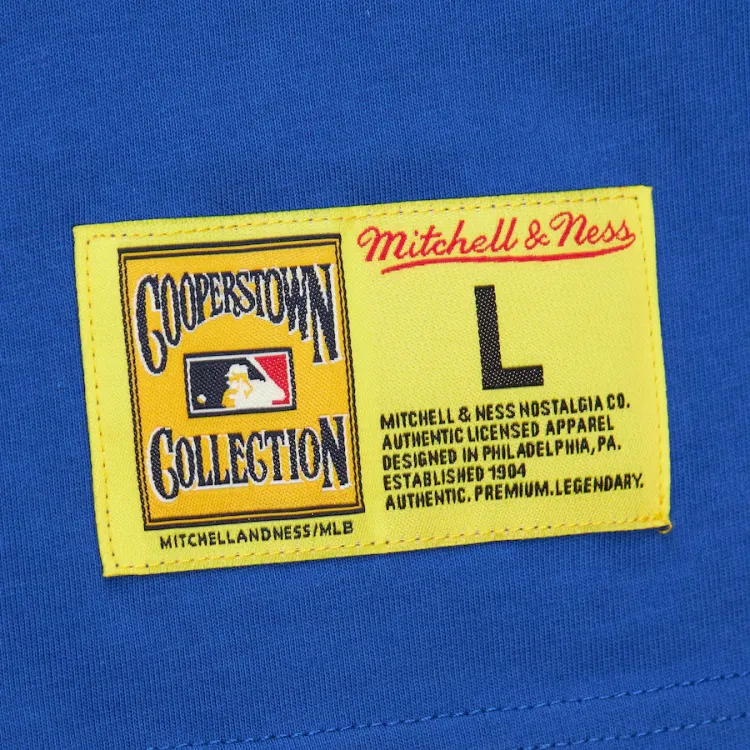 COOPERSTOWN
COLLECTION
MITCHELLANDNESS/MLB
Mitchell & Ness
L
MITCHELL & NESS NOSTALGIA CO.
AUTHENTIC LICENSED APPAREL
DESIGNED IN PHILADELPHIA, PA.
ESTABLISHED 1904
AUTHENTIC. PREMIUM. LEGENDARY.